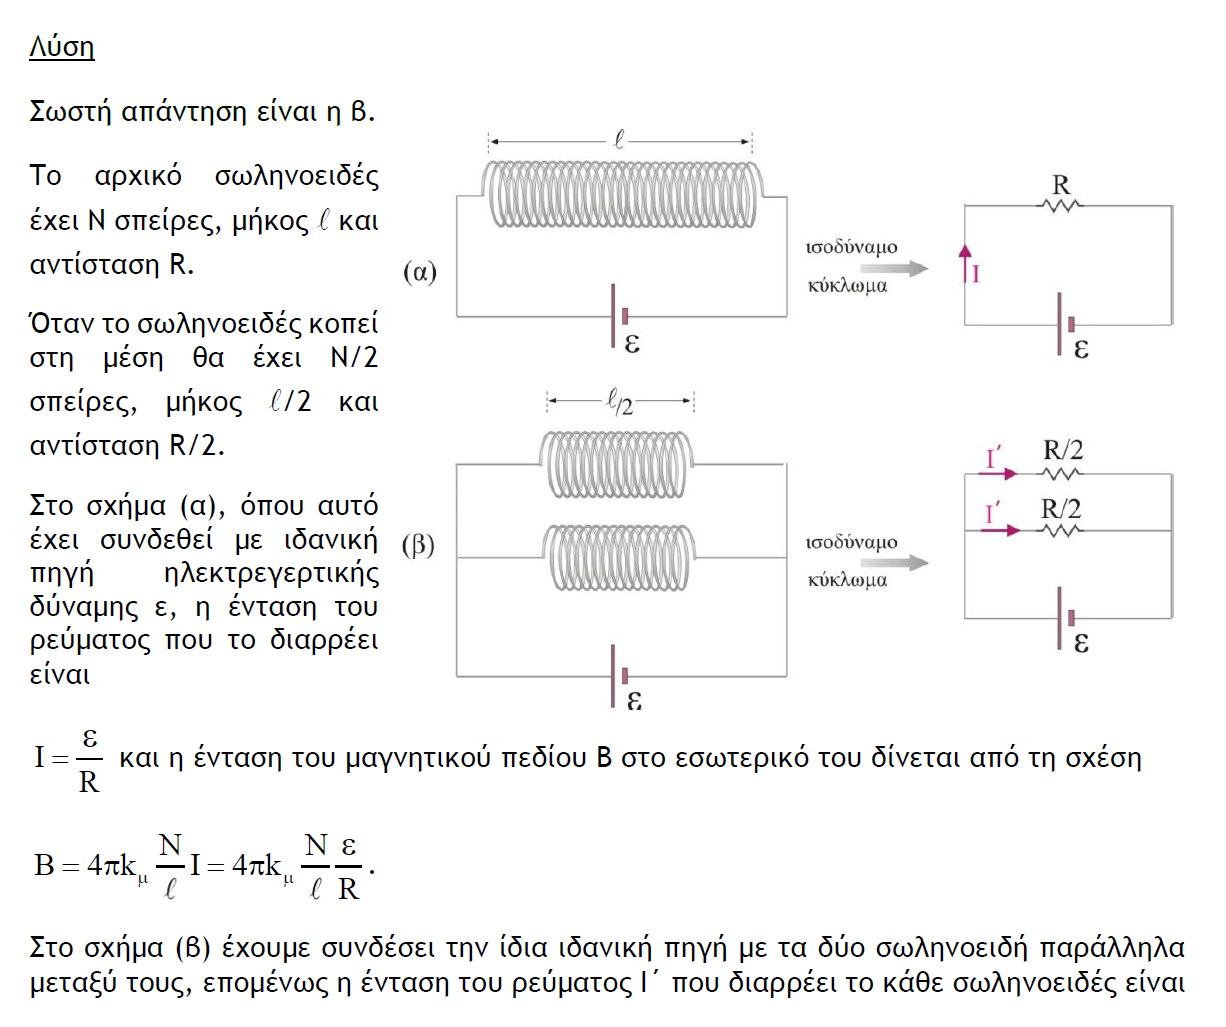 Λύση
Σωστή απάντηση είναι η β.
Το αρχικό σωληνοειδές
έχει Ν σπείρες, μήκος ℓ και
αντίσταση R.
Όταν το σωληνοειδές κοπεί
στη μέση θα έχει Ν/2
σπείρες, μήκος ℓ/2 και
αντίσταση R/2.
Στο σχήμα (α), όπου αυτό
έχει συνδεθεί με ιδανική
πηγή ηλεκτρεγερτικής
δύναμης ε, η ένταση του
ρεύματος που το διαρρέει
είναι
ℓ
(α)
ε
ισοδύναμο
κύκλωμα
R
I
ε
ℓ/2
(β)
ε
ισοδύναμο
κύκλωμα
I΄ R/2
I΄ R/2
ε
I = ε/R και η ένταση του μαγνητικού πεδίου Β στο εσωτερικό του δίνεται από τη σχέση
B = 4πk_μ N/ℓ I = 4πk_μ N/ℓ ε/R .
Στο σχήμα (β) έχουμε συνδέσει την ίδια ιδανική πηγή με τα δύο σωληνοειδή παράλληλα
μεταξύ τους, επομένως η ένταση του ρεύματος Ι΄ που διαρρέει το κάθε σωληνοειδές είναι